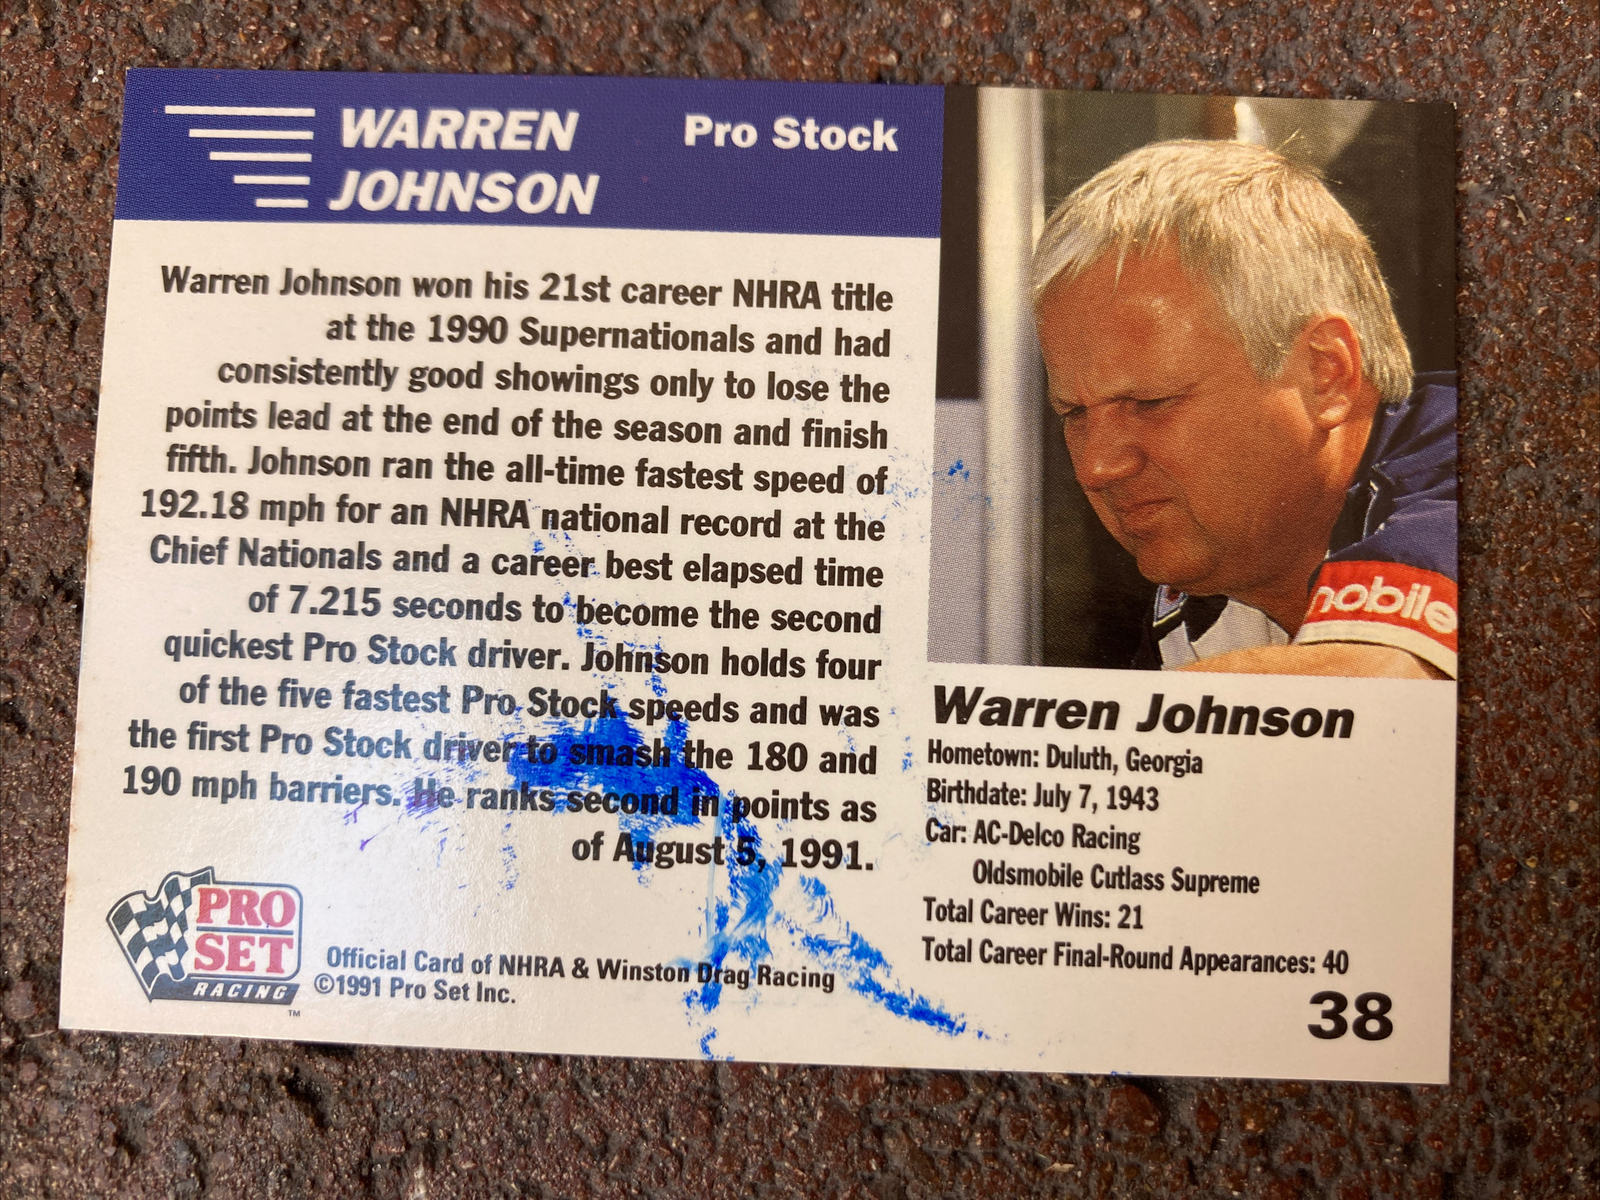 WARREN
JOHNSON
Pro Stock
Warren Johnson won his 21st career NHRA title
at the 1990 Supernationals and had
consistently good showings only to lose the
points lead at the end of the season and finish
fifth. Johnson ran the all-time fastest speed of
192.18 mph for an NHRA national record at the
Chief Nationals and a career best elapsed time
of 7.215 seconds to become the second
quickest Pro Stock driver. Johnson holds four
of the five fastest Pro Stock speeds and was
the first Pro Stock driver to smash the 180 and
190 mph barriers. He ranks second in points as
of August 5, 1991.
PRO
SET
RACING
TM
Official Card of NHRA & Winston Drag Racing
©1991 Pro Set Inc.
nobile
Warren Johnson
Hometown: Duluth, Georgia
Birthdate: July 7, 1943
Car: AC-Delco Racing
Oldsmobile Cutlass Supreme
Total Career Wins: 21
Total Career Final-Round Appearances: 40
38